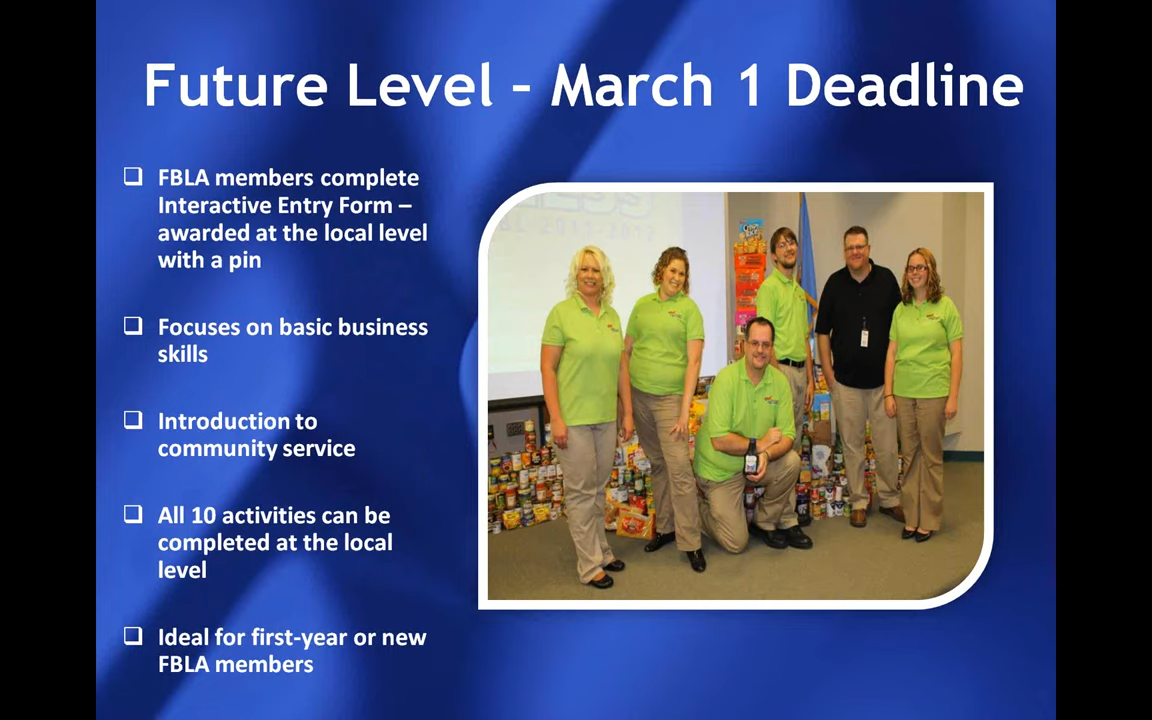 Future Level – March 1 Deadline
❑ FBLA members complete
Interactive Entry Form –
awarded at the local level
with a pin
❑ Focuses on basic business
skills
❑ Introduction to
community service
❑ All 10 activities can be
completed at the local
level
❑ Ideal for first-year or new
FBLA members